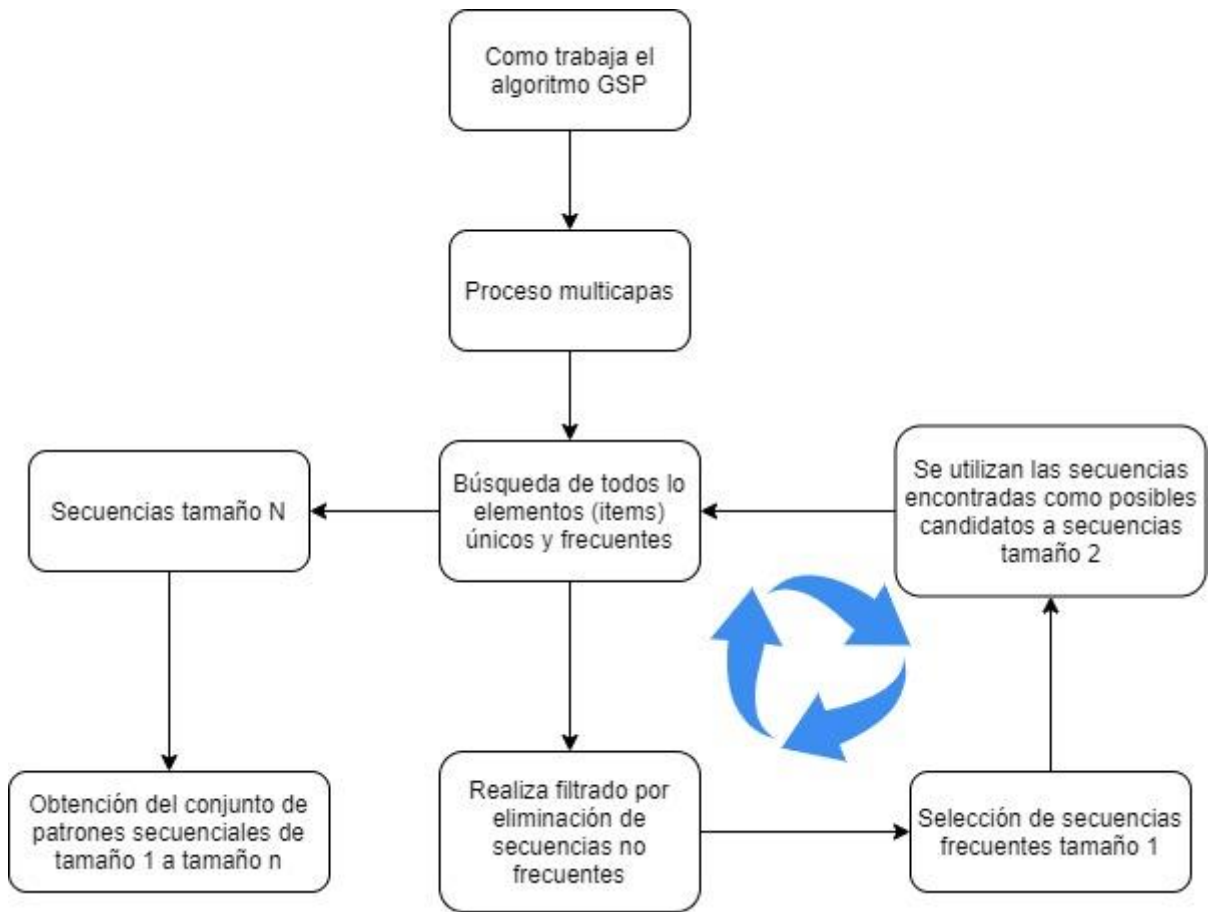 Como trabaja el
algoritmo GSP
Proceso multicapas
Búsqueda de todos lo
elementos (items)
únicos y frecuentes
Secuencias tamaño N
Se utilizan las secuencias
encontradas como posibles
candidatos a secuencias
tamaño 2
Obtención del conjunto de
patrones secuenciales de
tamaño 1 a tamaño n
Realiza filtrado por
eliminación de
secuencias no
frecuentes
Selección de secuencias
frecuentes tamaño 1